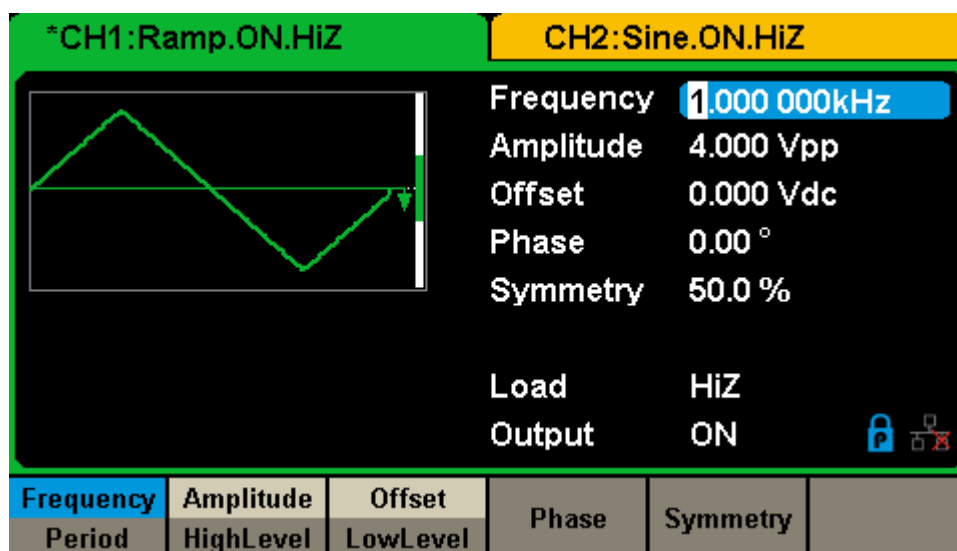 *CH1:Ramp.ON.HiZ CH2:Sine.ON.HiZ
Frequency 1.000 000kHz
Amplitude 4.000 Vpp
Offset 0.000 Vdc
Phase 0.00 °
Symmetry 50.0 %
Load HiZ
Output ON
P
Frequency Amplitude Offset Phase Symmetry
Period HighLevel LowLevel